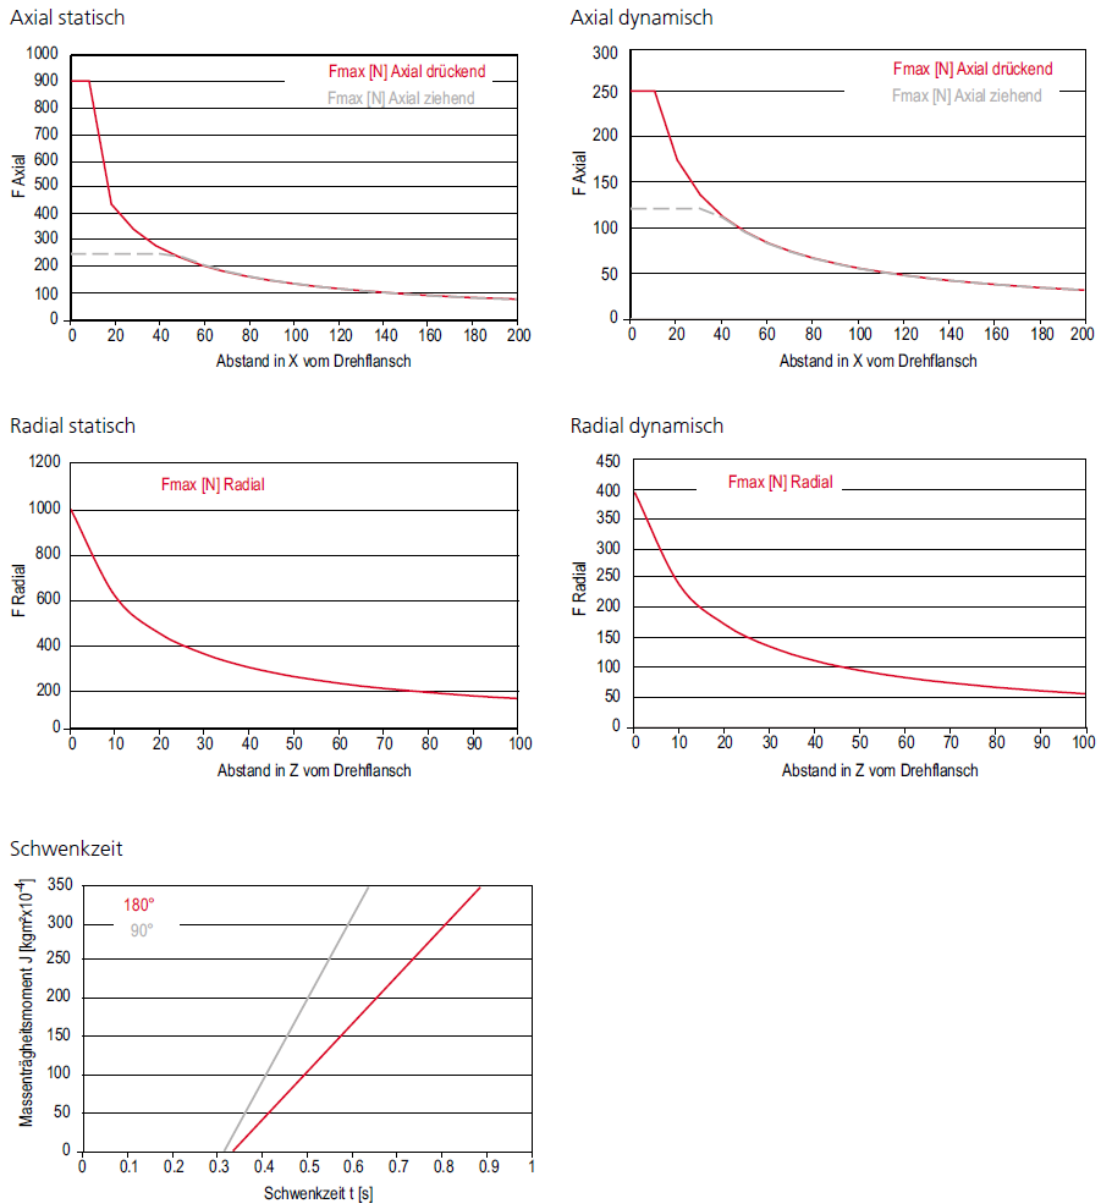 Axial statisch
1000
900
800
700
600
500
400
300
200
100
0
F Axial
Fmax [N] Axial drückend
Fmax [N] Axial ziehend
0 20 40 60 80 100 120 140 160 180 200
Abstand in X vom Drehflansch
Axial dynamisch
300
250
200
150
100
50
0
F Axial
Fmax [N] Axial drückend
Fmax [N] Axial ziehend
0 20 40 60 80 100 120 140 160 180 200
Abstand in X vom Drehflansch
Radial statisch
1200
1000
800
600
400
200
0
F Radial
Fmax [N] Radial
0 10 20 30 40 50 60 70 80 90 100
Abstand in Z vom Drehflansch
Radial dynamisch
450
400
350
300
250
200
150
100
50
0
F Radial
Fmax [N] Radial
0 10 20 30 40 50 60 70 80 90 100
Abstand in Z vom Drehflansch
Schwenkzeit
350
300
250
200
150
100
50
0
Massenträgheitsmoment J [kgm²x10⁻⁴]
180°
90°
0 0.1 0.2 0.3 0.4 0.5 0.6 0.7 0.8 0.9 1
Schwenkzeit t [s]